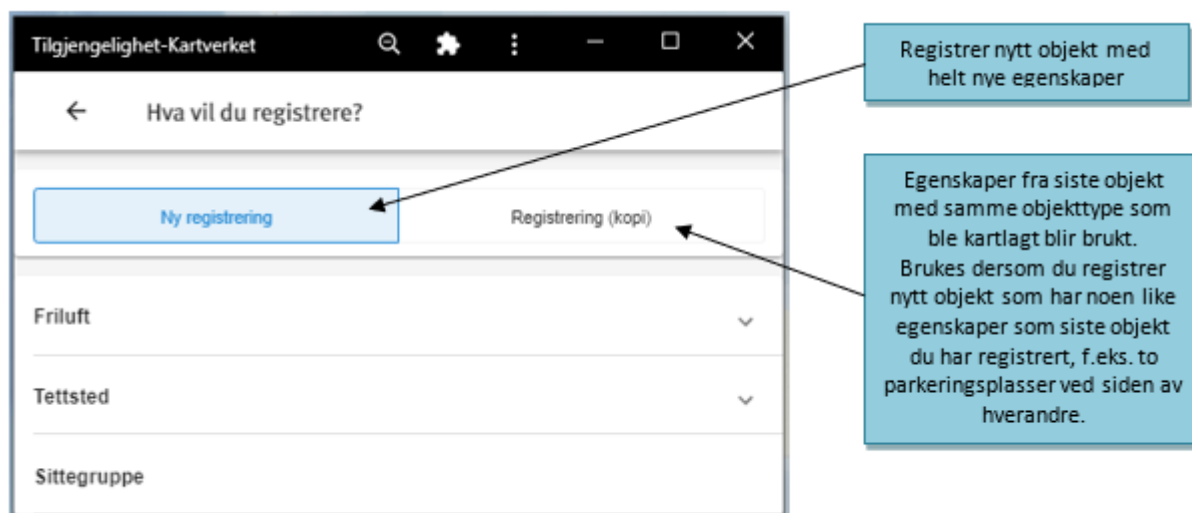 Tilgjengelighet-Kartverket
Hva vil du registrere?
Ny registrering
Registrering (kopi)
Friluft
Tettsted
Sittegruppe
Registrer nytt objekt med
helt nye egenskaper
Egenskaper fra siste objekt
med samme objekttype som
ble kartlagt blir brukt.
Brukes dersom du registrer
nytt objekt som har noen like
egenskaper som siste objekt
du har registrert, f.eks. to
parkeringsplasser ved siden av
hverandre.